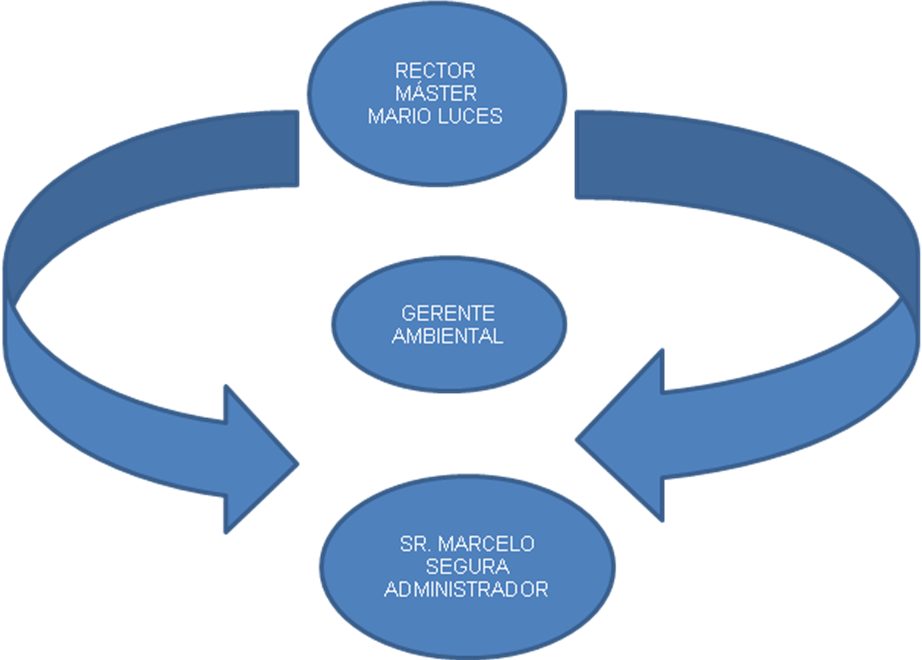 RECTOR
MÁSTER
MARIO LUCES
GERENTE
AMBIENTAL
SR. MARCELO
SEGURA
ADMINISTRADOR